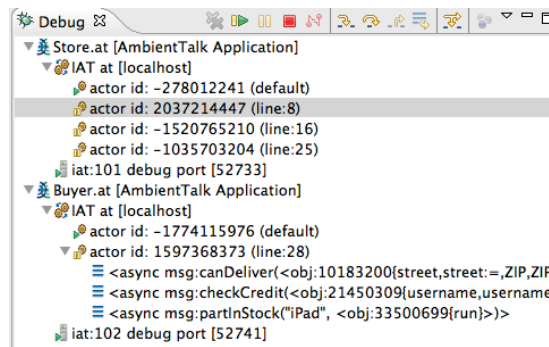 Debug
Store.at [AmbientTalk Application]
IAT at [localhost]
actor id: -278012241 (default)
actor id: 2037214447 (line:8)
actor id: -1520765210 (line:16)
actor id: -1035703204 (line:25)
iat:101 debug port [52733]
Buyer.at [AmbientTalk Application]
IAT at [localhost]
actor id: -1774115976 (default)
actor id: 1597368373 (line:28)
<async msg:canDeliver(<obj:10183200{street,street:=,ZIP,ZIP
<async msg:checkCredit(<obj:21450309{username,username
<async msg:partInStock("iPad", <obj:33500699{run}>)>
iat:102 debug port [52741]